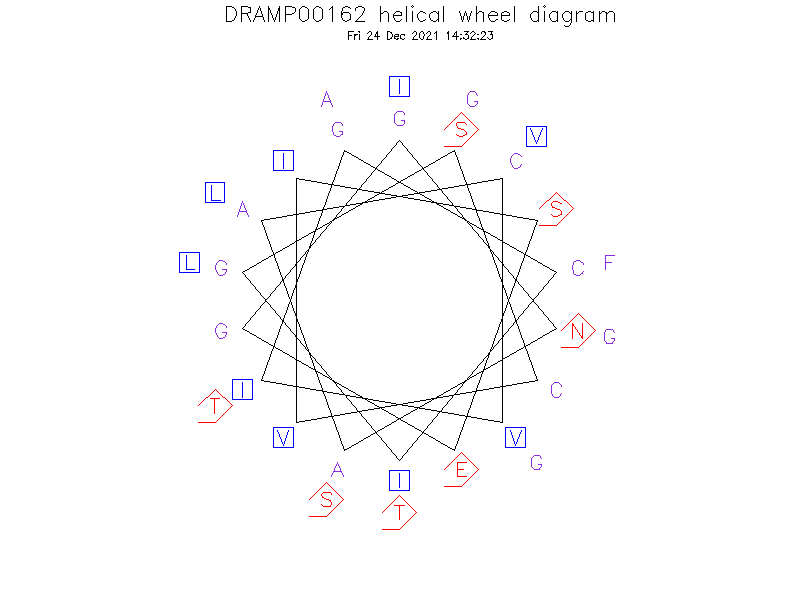 DRAMP00162 helical wheel diagram
Fri 24 Dec 2021 14:32:23
I
A G
G G S V
I C
L A S
L G C F
G N G
T I C
V V G
A I E
S T